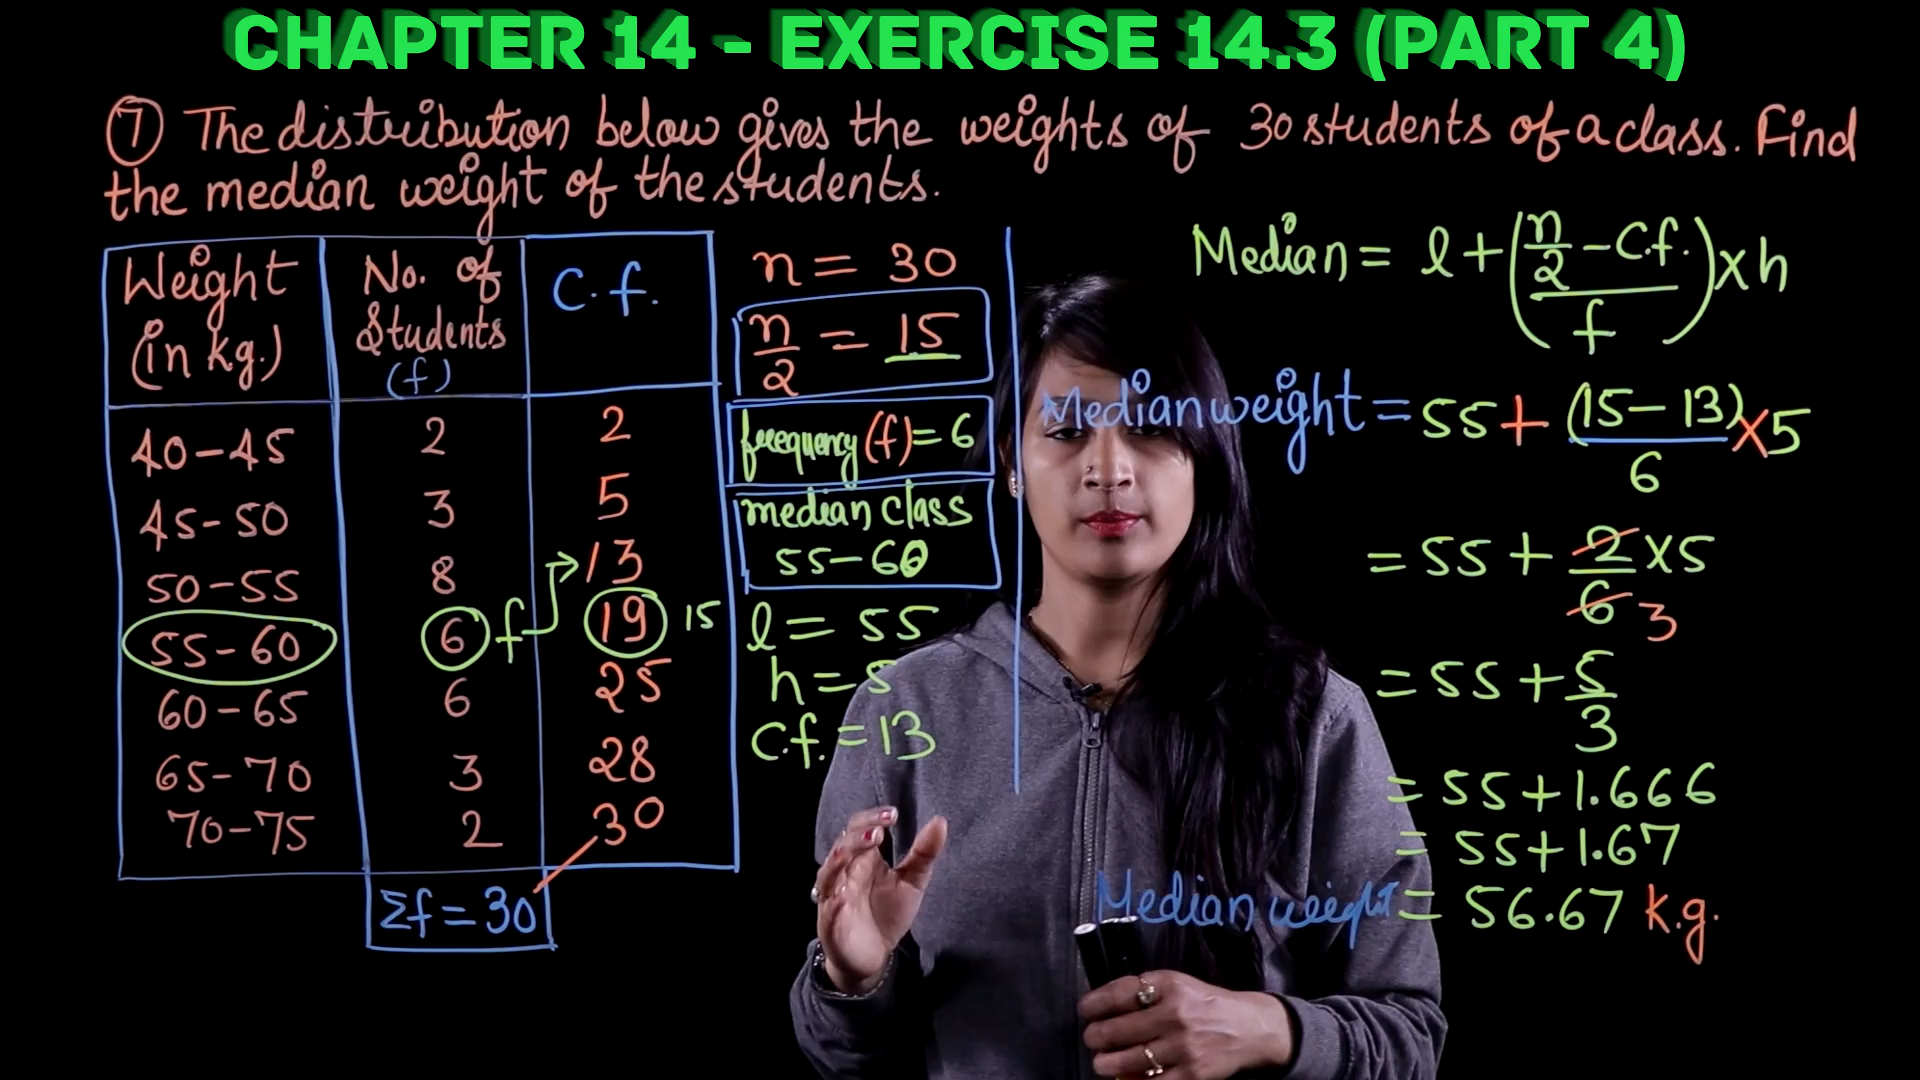 CHAPTER 14 - EXERCISE 14.3 (PART 4)
7 The distribution below gives the weights of 30 students of a class. Find
the median weight of the students.
Weight (in kg.) No. of Students (f) C.f.
40-45 2 2
45-50 3 5
50-55 8 13
55-60 6 f 19 15
60-65 6 25
65-70 3 28
70-75 2 30
Σf = 30
n = 30
n/2 = 15
frequency (f) = 6
median class
55-60
l = 55
h = 5
c.f. = 13
Median = l + ((n/2 - C.f.)/f) x h
Median weight = 55 + (15-13)/6 x 5
= 55 + 2/6 x 5
3
= 55 + 5/3
= 55 + 1.666
= 55 + 1.67
Median weight = 56.67 k.g.